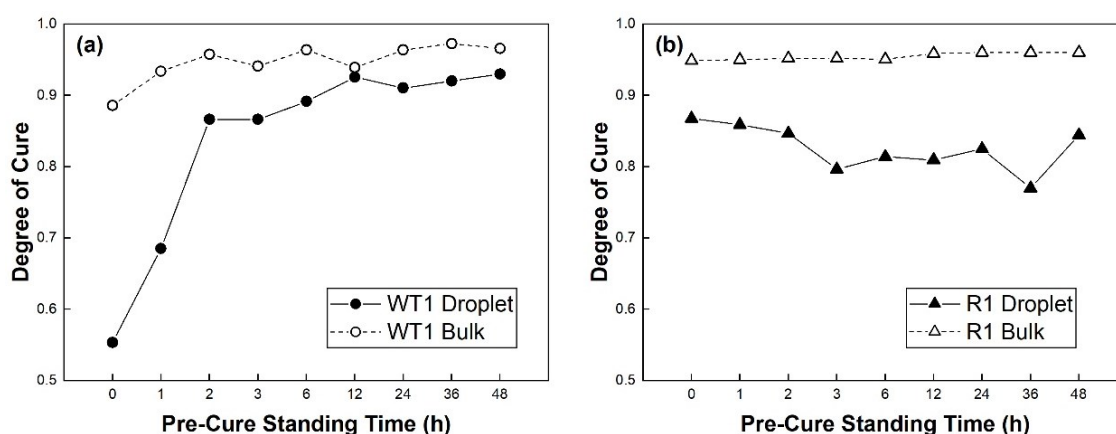 (a)
1.0
0.9
0.8
0.7
0.6
0.5
Degree of Cure
WT1 Droplet
WT1 Bulk
0 1 2 3 6 12 24 36 48
Pre-Cure Standing Time (h)
(b)
1.0
0.9
0.8
0.7
0.6
0.5
Degree of Cure
R1 Droplet
R1 Bulk
0 1 2 3 6 12 24 36 48
Pre-Cure Standing Time (h)